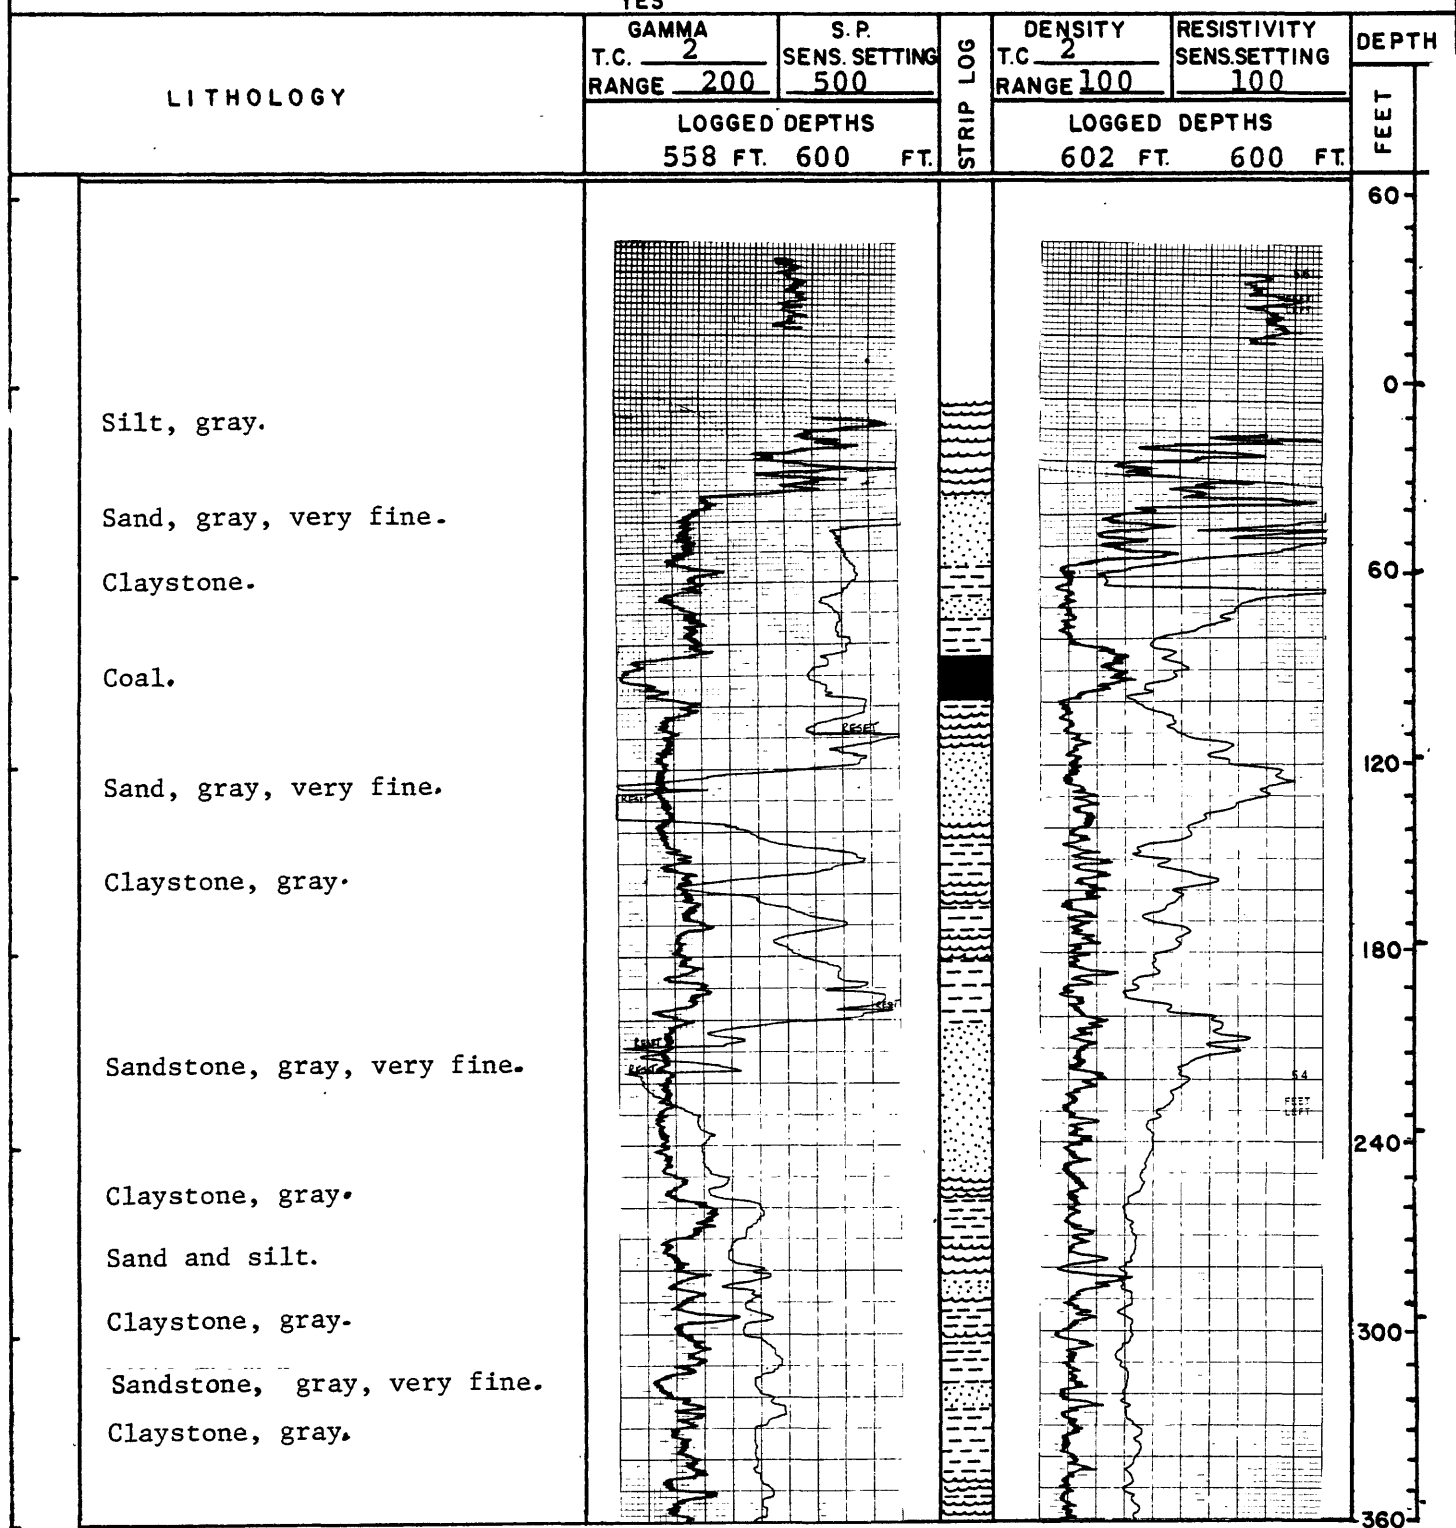 YES
GAMMA
T.C. 2
RANGE 200
S.P.
SENS. SETTING
500
STRIP LOG
DENSITY
T.C. 2
RANGE 100
RESISTIVITY
SENS.SETTING
100
DEPTH
FEET
LITHOLOGY
LOGGED DEPTHS
558 FT. 600 FT.
LOGGED DEPTHS
602 FT. 600 FT.
60
0
Silt, gray.
Sand, gray, very fine.
60
Claystone.
Coal.
RESET
120
Sand, gray, very fine.
Claystone, gray.
180
RESET
Sandstone, gray, very fine.
54
FEET
LEFT
240
Claystone, gray.
Sand and silt.
Claystone, gray.
300
Sandstone, gray, very fine.
Claystone, gray.
360